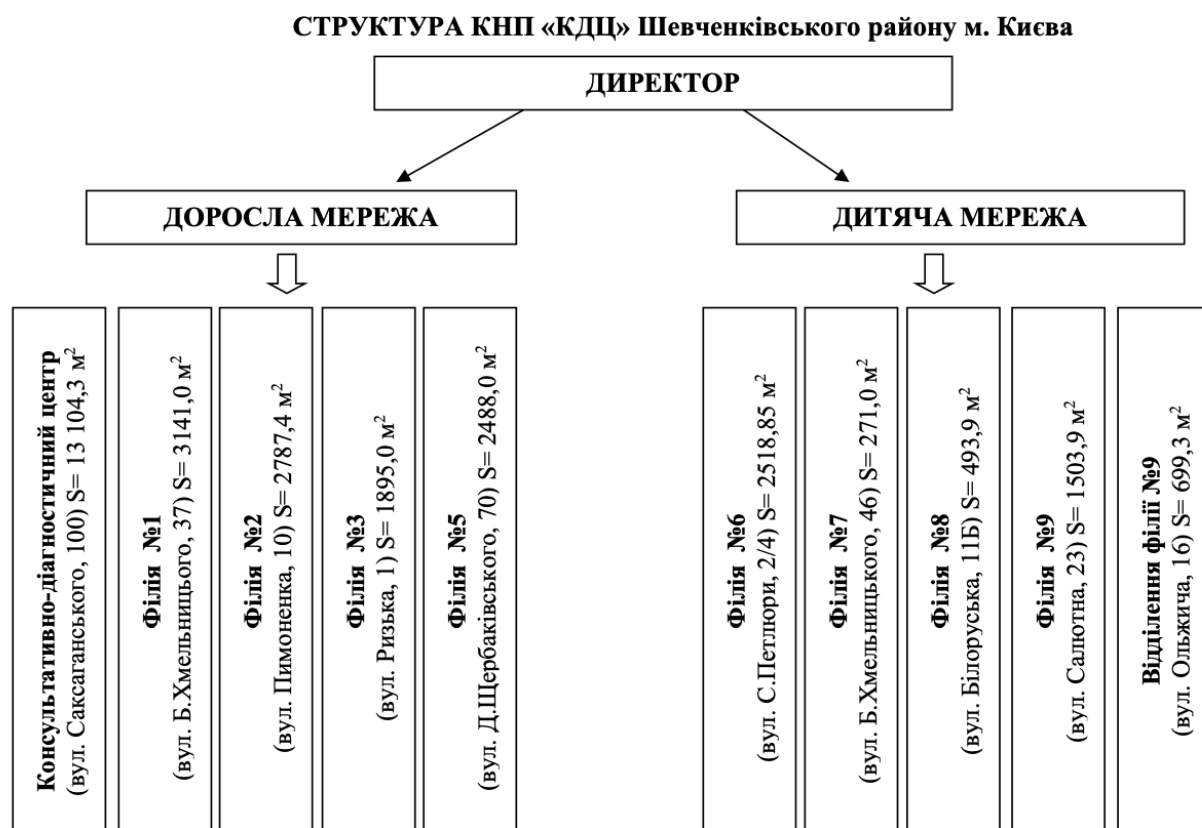 СТРУКТУРА КНП «КДЦ» Шевченківського району м. Києва
ДИРЕКТОР
ДОРОСЛА МЕРЕЖА
ДИТЯЧА МЕРЕЖА
Консультативно-діагностичний центр
(вул. Саксаганського, 100) S= 13 104,3 м²
Філія №1
(вул. Б.Хмельницього, 37) S= 3141,0 м²
Філія №2
(вул. Пимоненка, 10) S= 2787,4 м²
Філія №3
(вул. Ризька, 1) S= 1895,0 м²
Філія №5
(вул. Д.Щербаківського, 70) S= 2488,0 м²
Філія №6
(вул. С.Петлюри, 2/4) S= 2518,85 м²
Філія №7
(вул. Б.Хмельницького, 46) S= 271,0 м²
Філія №8
(вул. Білоруська, 11Б) S= 493,9 м²
Філія №9
(вул. Салютна, 23) S= 1503,9 м²
Відділення філії №9
(вул. Ольжича, 16) S= 699,3 м²